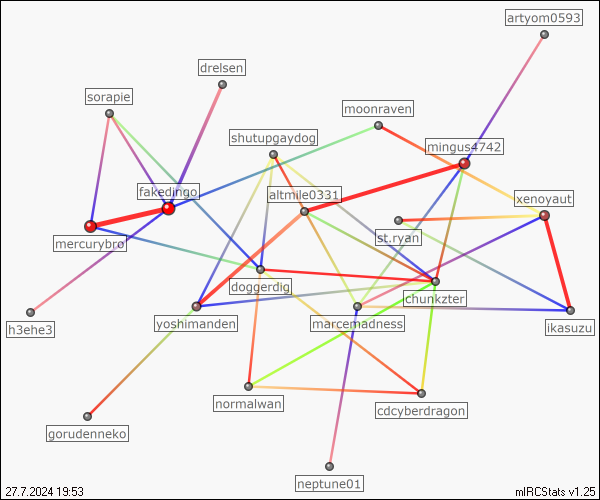 artyom0593
drelsen
sorapie
moonraven
shutupgaydog
mingus4742
fakedingo
altmile0331
xenoyaut
mercurybro
st.ryan
doggerdig
chunkzter
h3ehe3
yoshimanden
marcemadness
ikasuzu
normalwan
cdcyberdragon
gorudenneko
neptune01
27.7.2024 19:53
mIRCStats v1.25